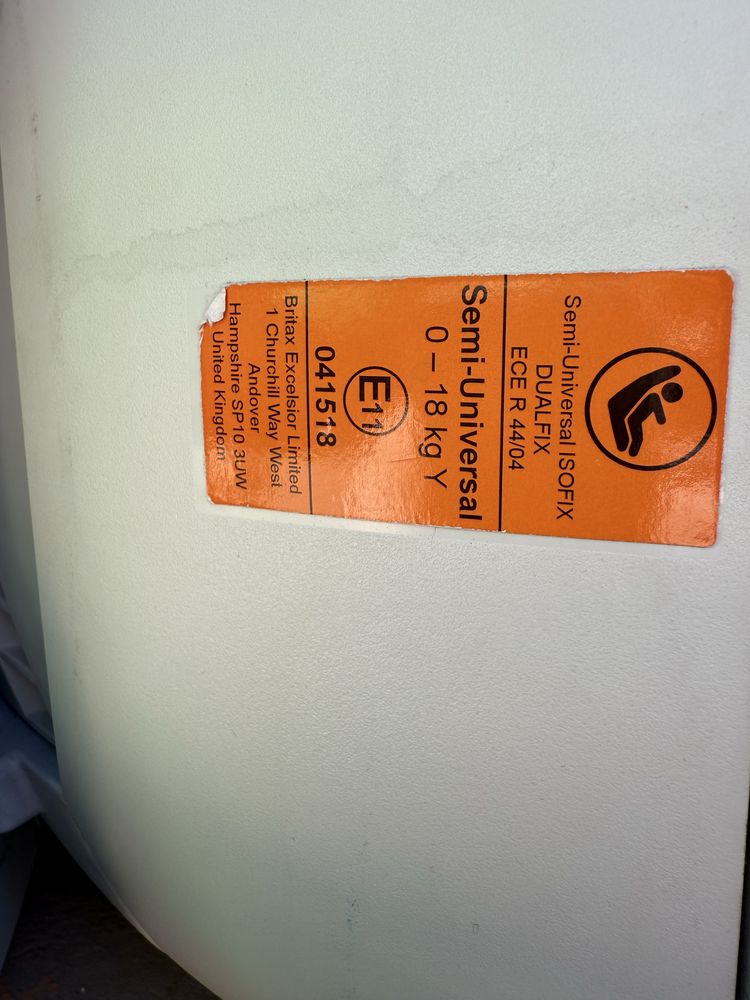 Semi-Universal ISOFIX
DUALFIX
ECE R 44/04
Semi-Universal
0 – 18 kg Y
E11
041518
Britax Excelsior Limited
1 Churchill Way West
Andover
Hampshire SP10 3UW
United Kingdom